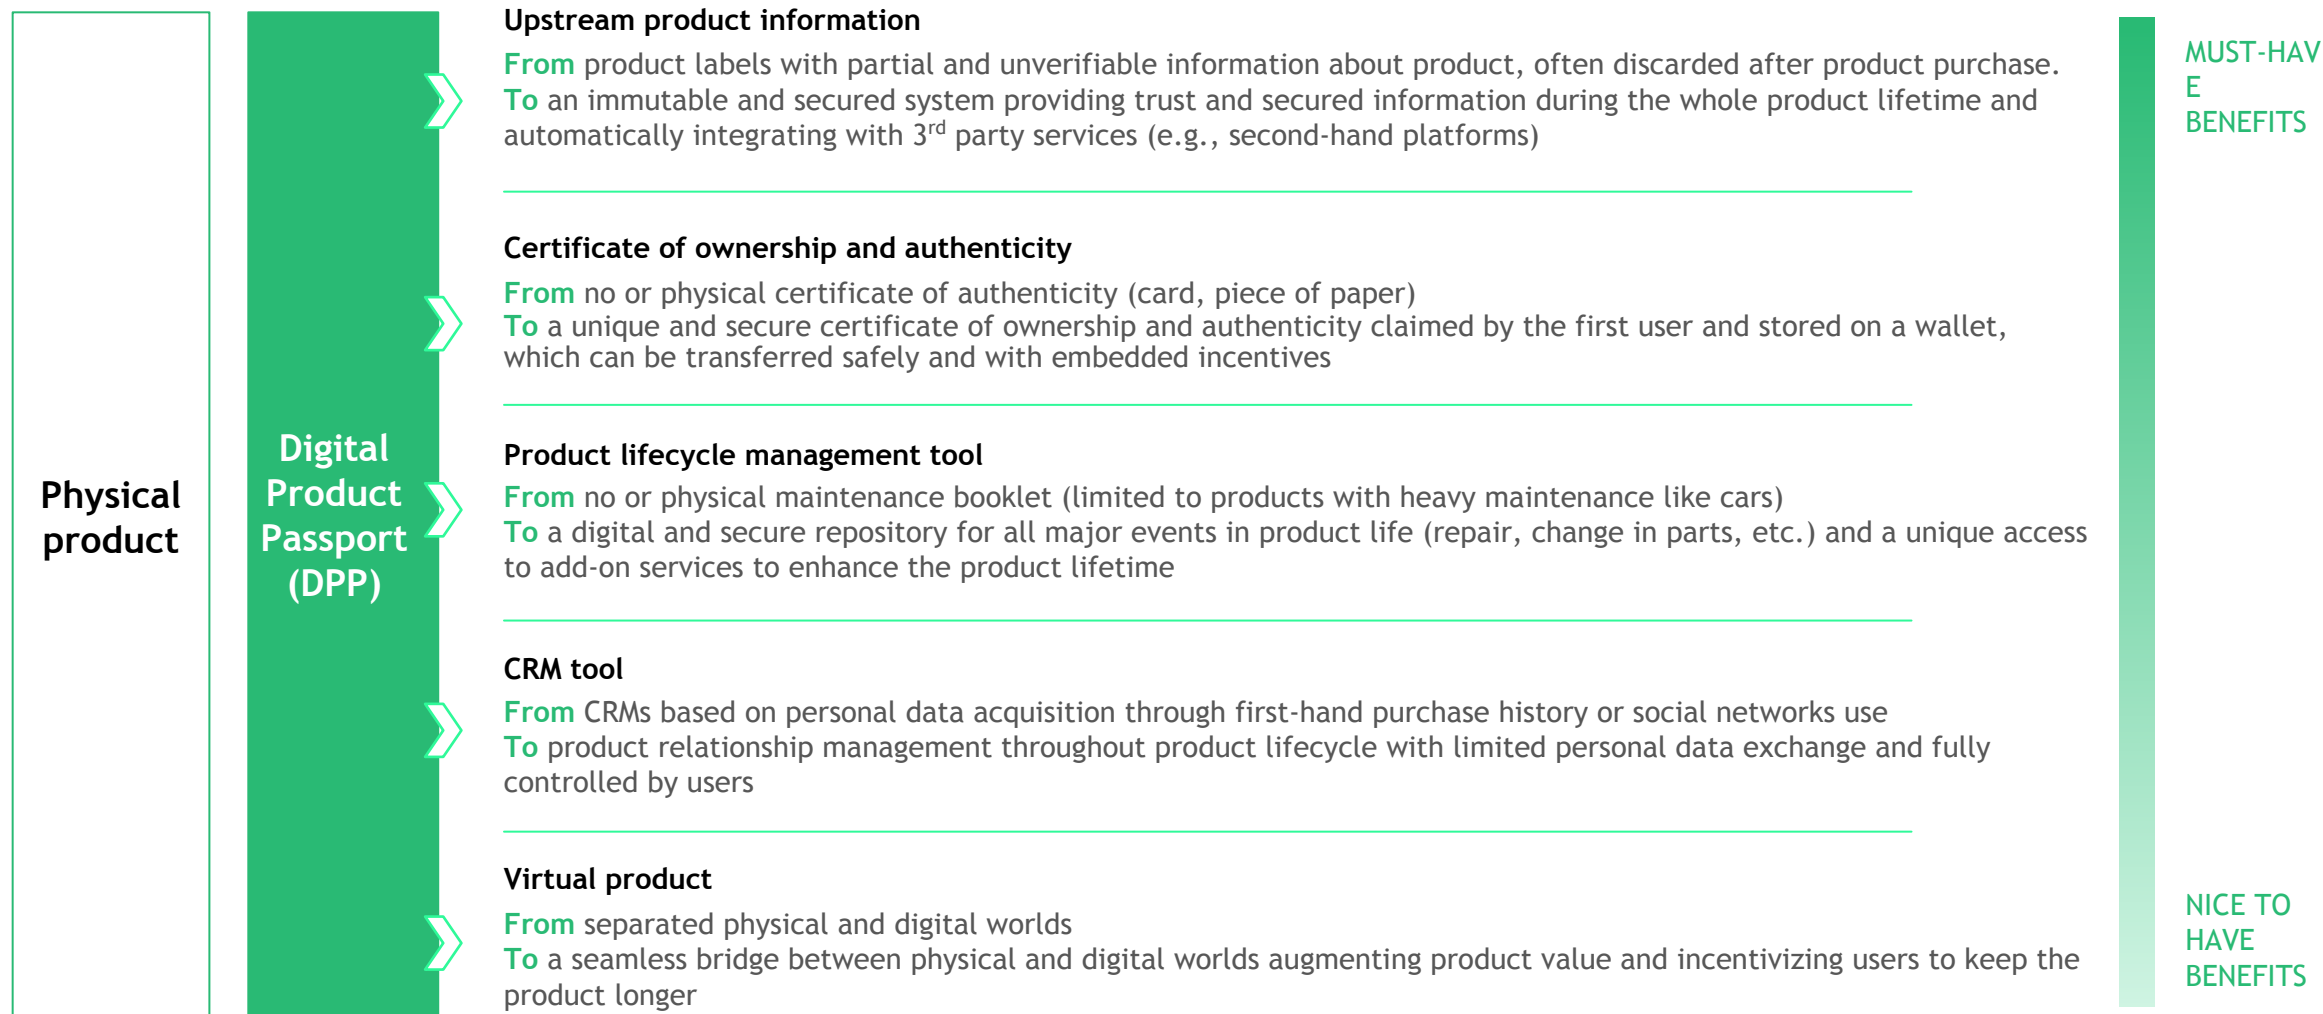 Physical
product
Digital
Product
Passport
(DPP)
Upstream product information
From product labels with partial and unverifiable information about product, often discarded after product purchase.
To an immutable and secured system providing trust and secured information during the whole product lifetime and
automatically integrating with 3rd party services (e.g., second-hand platforms)
Certificate of ownership and authenticity
From no or physical certificate of authenticity (card, piece of paper)
To a unique and secure certificate of ownership and authenticity claimed by the first user and stored on a wallet,
which can be transferred safely and with embedded incentives
Product lifecycle management tool
From no or physical maintenance booklet (limited to products with heavy maintenance like cars)
To a digital and secure repository for all major events in product life (repair, change in parts, etc.) and a unique access
to add-on services to enhance the product lifetime
CRM tool
From CRMs based on personal data acquisition through first-hand purchase history or social networks use
To product relationship management throughout product lifecycle with limited personal data exchange and fully
controlled by users
Virtual product
From separated physical and digital worlds
To a seamless bridge between physical and digital worlds augmenting product value and incentivizing users to keep the
product longer
MUST-HAV
E
BENEFITS
NICE TO
HAVE
BENEFITS